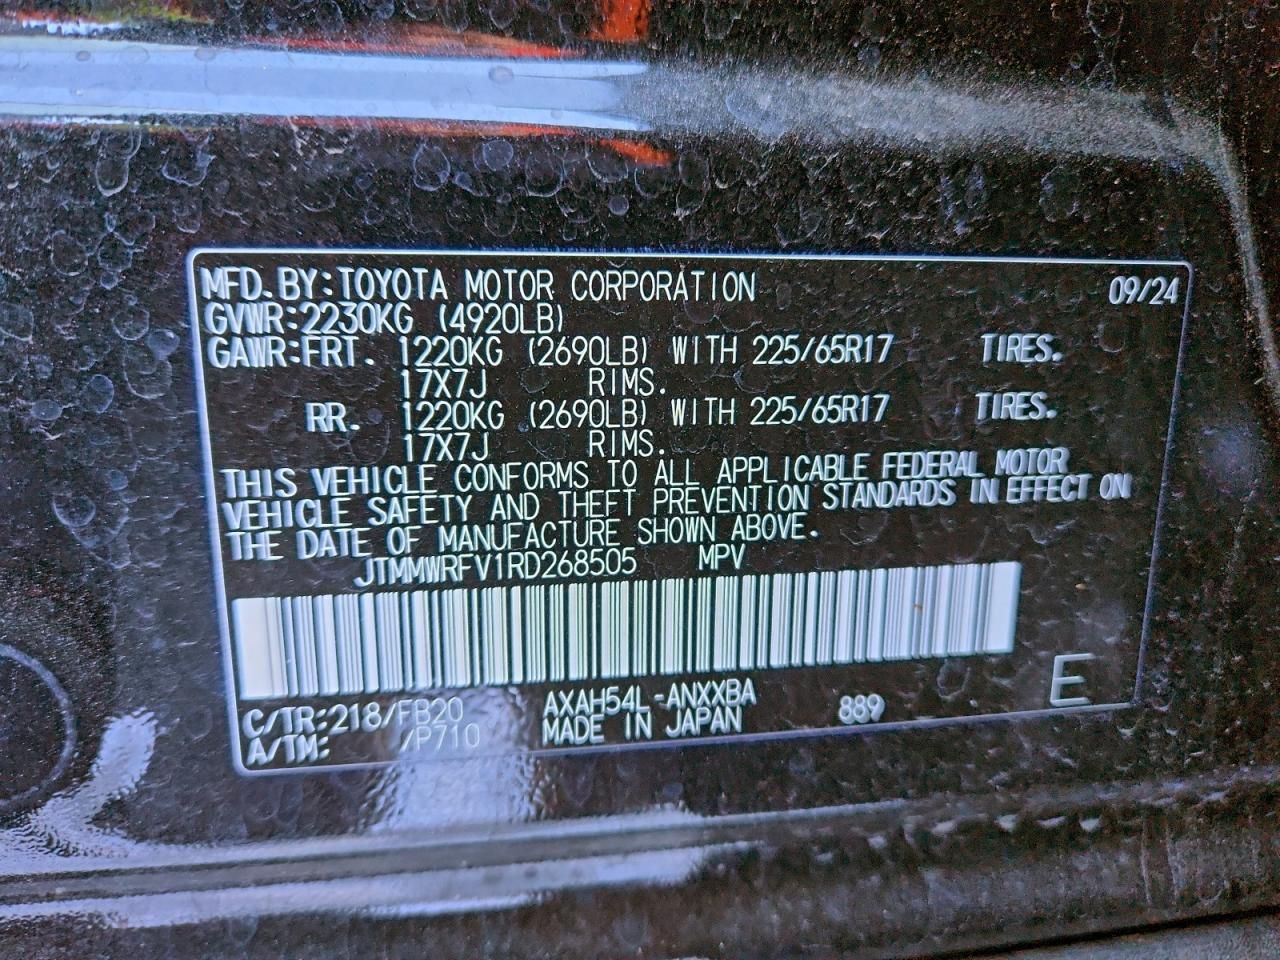 MFD.BY:TOYOTA MOTOR CORPORATION 09/24
GVWR:2230KG (4920LB)
GAWR:FRT. 1220KG (2690LB) WITH 225/65R17 TIRES.
17X7J RIMS.
RR. 1220KG (2690LB) WITH 225/65R17 TIRES.
17X7J RIMS.
THIS VEHICLE CONFORMS TO ALL APPLICABLE FEDERAL MOTOR
VEHICLE SAFETY AND THEFT PREVENTION STANDARDS IN EFFECT ON
THE DATE OF MANUFACTURE SHOWN ABOVE.
JTMMWRFV1RD268505 MPV
C/TR:218/FB20 AXAH54L-ANXXBA 889 E
A/TM: /P710 MADE IN JAPAN